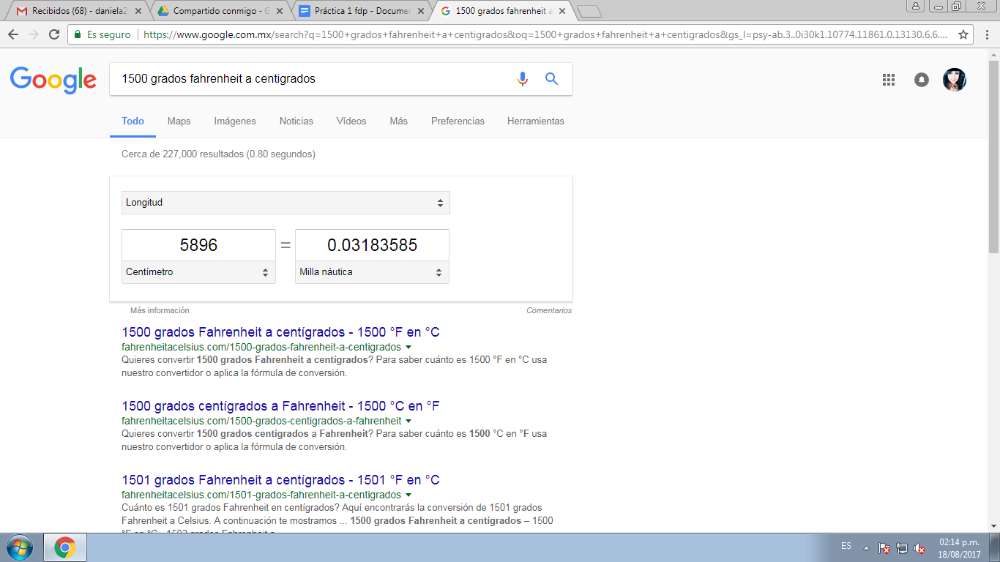 Recibidos (68) - daniela2
Compartido conmigo - G
Práctica 1 fdp - Documen
1500 grados fahrenheit a
Es seguro
https://www.google.com.mx/search?q=1500+grados+fahrenheit+a+centigrados&oq=1500+grados+fahrenheit+a+centigrados&gs_l=psy-ab.3..0i30k1.10774.11861.0.13130.6.6....
Google
1500 grados fahrenheit a centigrados
Todo Maps Imágenes Noticias Vídeos Más Preferencias Herramientas
Cerca de 227,000 resultados (0.80 segundos)
Longitud
5896 = 0.03183585
Centímetro Milla náutica
Más información Comentarios
1500 grados Fahrenheit a centígrados - 1500 °F en °C
fahrenheitacelsius.com/1500-grados-fahrenheit-a-centigrados
Quieres convertir 1500 grados Fahrenheit a centígrados? Para saber cuánto es 1500 °F en °C usa
nuestro convertidor o aplica la fórmula de conversión.
1500 grados centígrados a Fahrenheit - 1500 °C en °F
fahrenheitacelsius.com/1500-grados-centigrados-a-fahrenheit
Quieres convertir 1500 grados centígrados a Fahrenheit? Para saber cuánto es 1500 °C en °F usa
nuestro convertidor o aplica la fórmula de conversión.
1501 grados Fahrenheit a centígrados - 1501 °F en °C
fahrenheitacelsius.com/1501-grados-fahrenheit-a-centigrados
Cuánto es 1501 grados Fahrenheit en centígrados? Aquí encontrarás la conversión de 1501 grados
Fahrenheit a Celsius. A continuación te mostramos ... 1500 grados Fahrenheit a centígrados – 1500
°F en °C · 1502 grados Fahrenheit a
ES
02:14 p.m.
18/08/2017